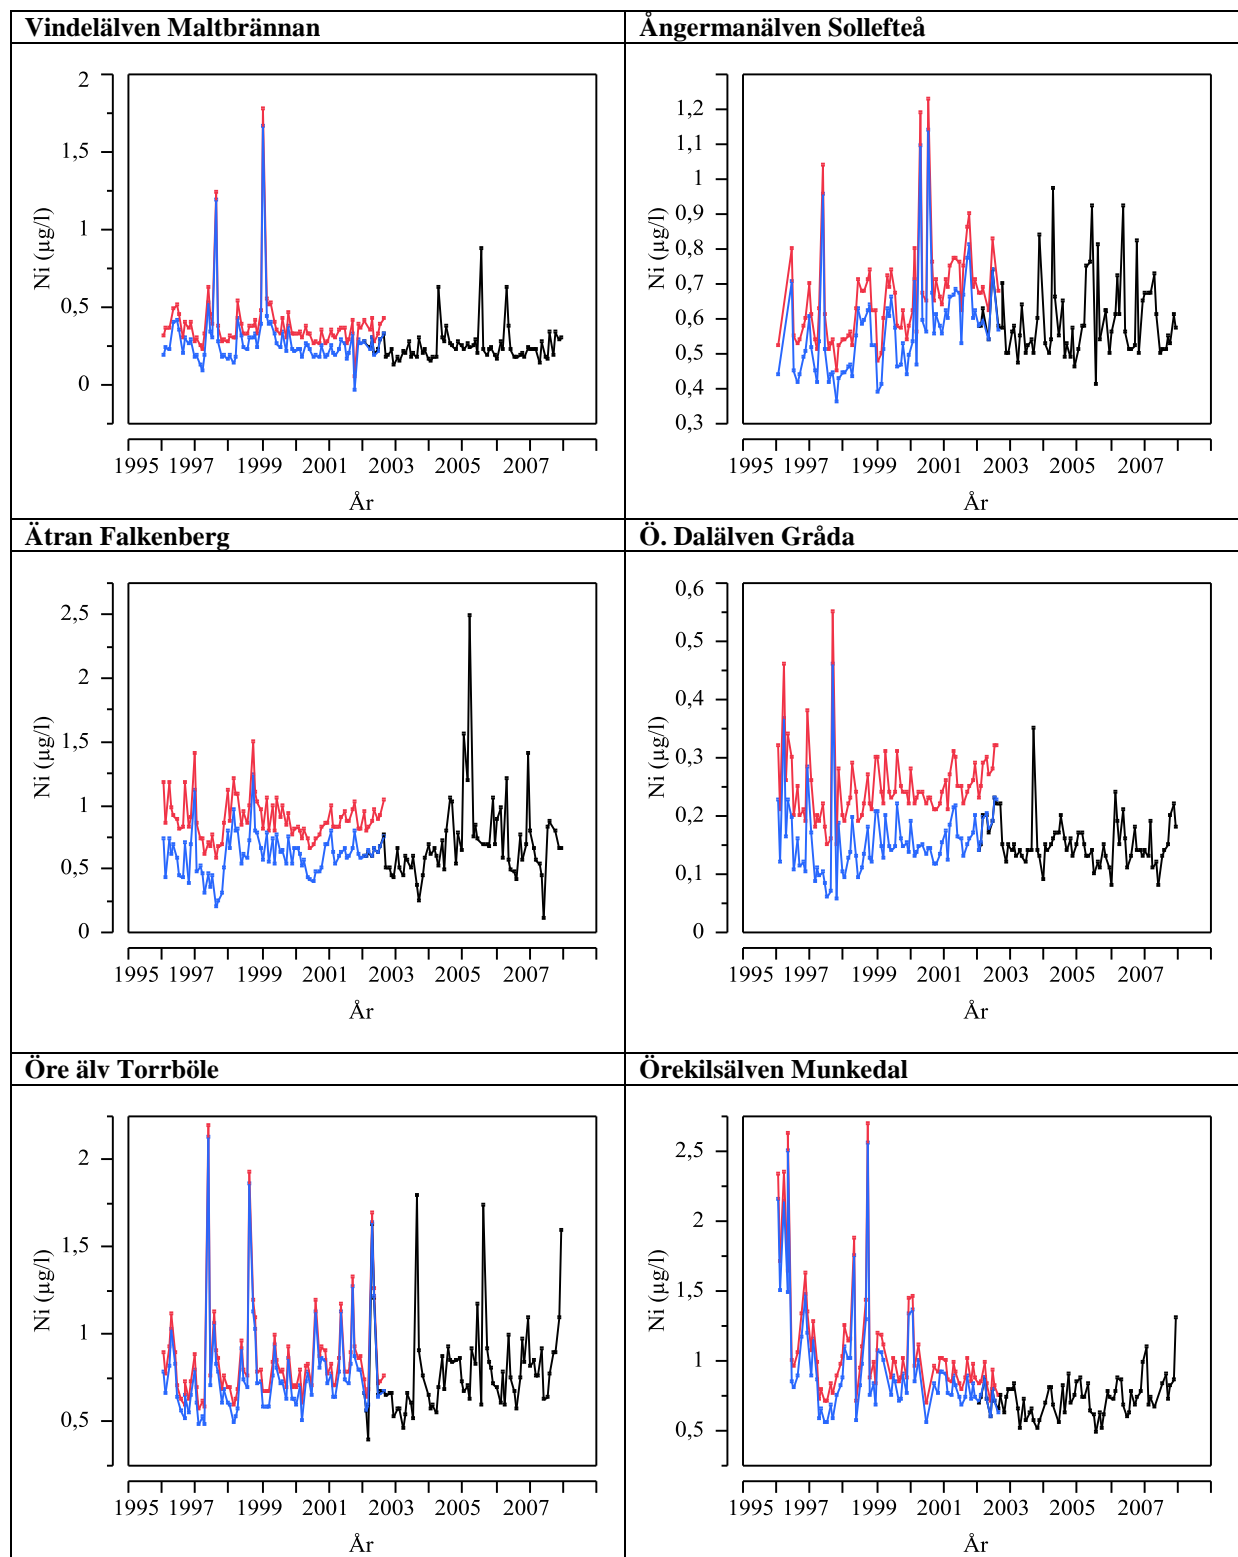 Vindelälven Maltbrännan
Ångermanälven Sollefteå
2
1,5
1
0,5
0
Ni (µg/l)
1995 1997 1999 2001 2003 2005 2007
År
1,2
1,1
1
0,9
0,8
0,7
0,6
0,5
0,4
0,3
Ni (µg/l)
1995 1997 1999 2001 2003 2005 2007
År
Ätran Falkenberg
Ö. Dalälven Gråda
2,5
2
1,5
1
0,5
0
Ni (µg/l)
1995 1997 1999 2001 2003 2005 2007
År
0,6
0,5
0,4
0,3
0,2
0,1
0
Ni (µg/l)
1995 1997 1999 2001 2003 2005 2007
År
Öre älv Torrböle
Örekilsälven Munkedal
2
1,5
1
0,5
Ni (µg/l)
1995 1997 1999 2001 2003 2005 2007
År
2,5
2
1,5
1
0,5
Ni (µg/l)
1995 1997 1999 2001 2003 2005 2007
År